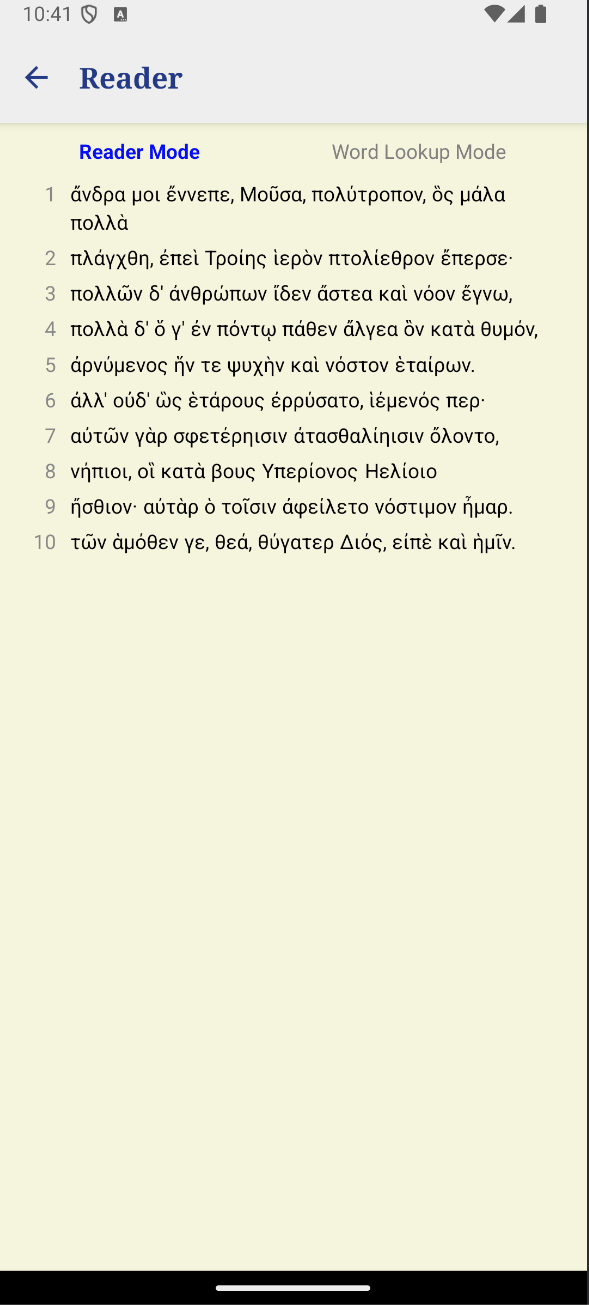 10:41
Reader
Reader Mode Word Lookup Mode
1 ἄνδρα μοι ἔννεπε, Μοῦσα, πολύτροπον, ὃς μάλα
πολλὰ
2 πλάγχθη, ἐπεὶ Τροίης ἱερὸν πτολίεθρον ἔπερσε·
3 πολλῶν δ' ἀνθρώπων ἴδεν ἄστεα καὶ νόον ἔγνω,
4 πολλὰ δ' ὅ γ' ἐν πόντῳ πάθεν ἄλγεα ὃν κατὰ θυμόν,
5 ἀρνύμενος ἥν τε ψυχὴν καὶ νόστον ἑταίρων.
6 ἀλλ' οὐδ' ὣς ἑτάρους ἐρρύσατο, ἱέμενός περ·
7 αὐτῶν γὰρ σφετέρηισιν ἀτασθαλίηισιν ὄλοντο,
8 νήπιοι, οἳ κατὰ βους Υπερίονος Ηελίοιο
9 ἤσθιον· αὐτὰρ ὁ τοῖσιν ἀφείλετο νόστιμον ἦμαρ.
10 τῶν ἁμόθεν γε, θεά, θύγατερ Διός, εἰπὲ καὶ ἡμῖν.